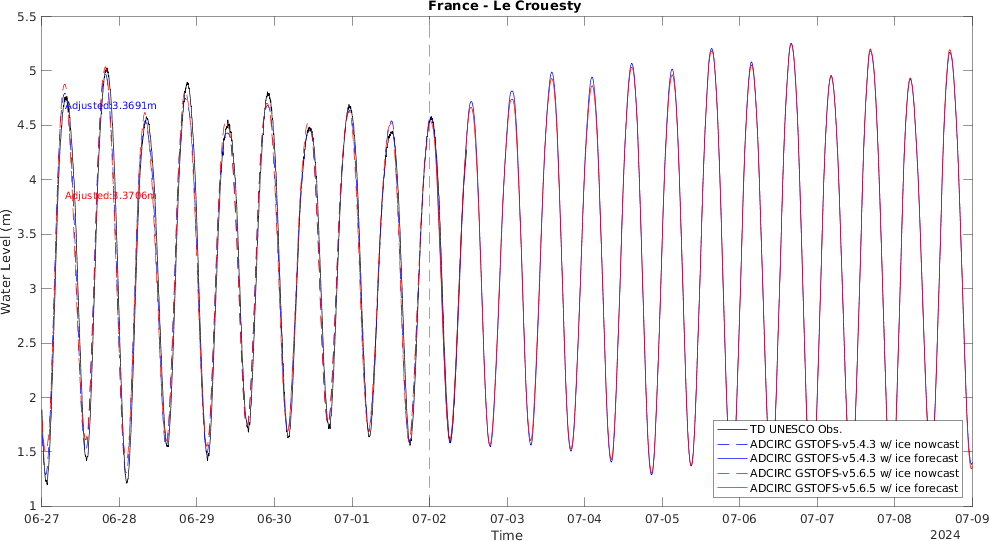 France - Le Crouesty
5.5
5
4.5
4
3.5
3
2.5
2
1.5
1
Water Level (m)
Adjusted:3.3691m
Adjusted:3.3706m
TD UNESCO Obs.
ADCIRC GSTOFS-v5.4.3 w/ ice nowcast
ADCIRC GSTOFS-v5.4.3 w/ ice forecast
ADCIRC GSTOFS-v5.6.5 w/ ice nowcast
ADCIRC GSTOFS-v5.6.5 w/ ice forecast
06-27 06-28 06-29 06-30 07-01 07-02 07-03 07-04 07-05 07-06 07-07 07-08 07-09
Time
2024